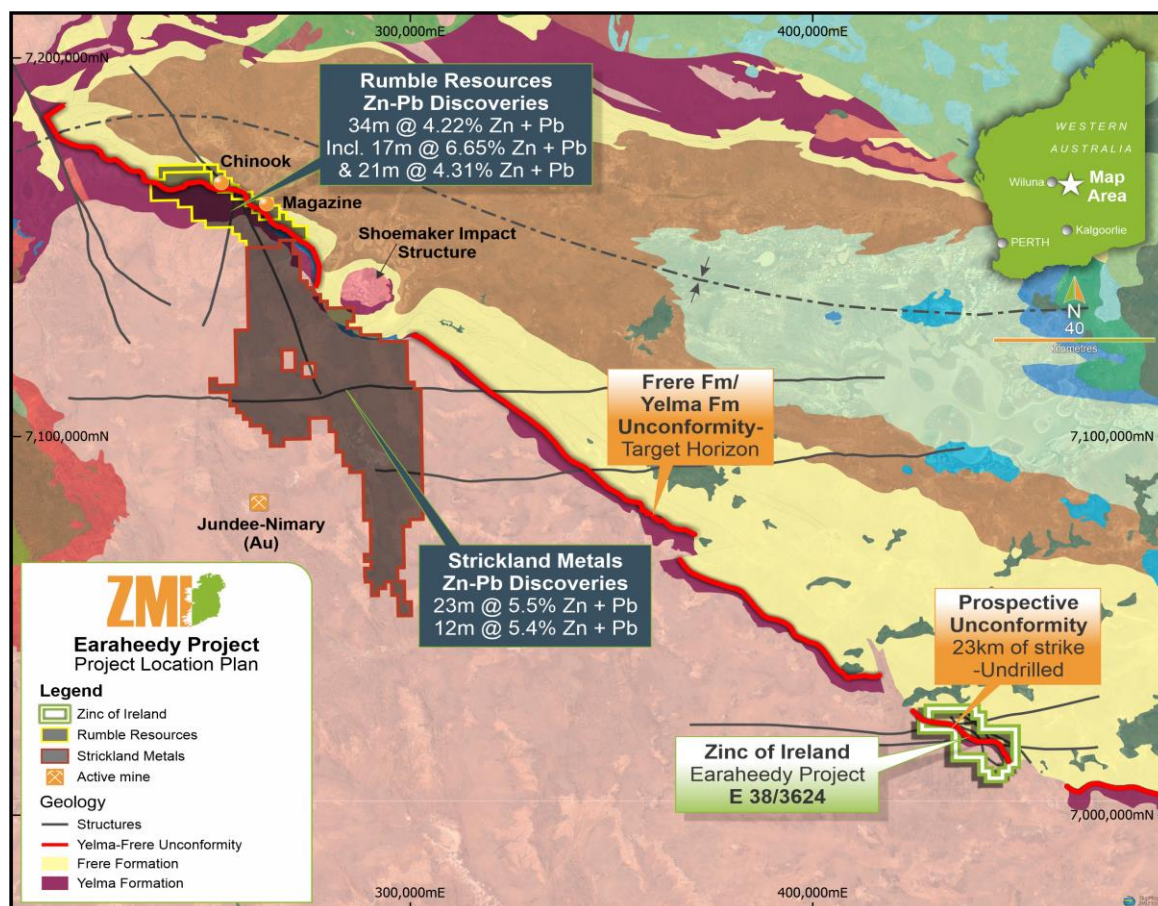 300,000mE
400,000mE
7,200,000mN
Rumble Resources
Zn-Pb Discoveries
34m @ 4.22% Zn + Pb
Incl. 17m @ 6.65% Zn + Pb
& 21m @ 4.31% Zn + Pb
WESTERN
AUSTRALIA
Wiluna
Map
Area
Kalgoorlie
PERTH
Chinook
Magazine
Shoemaker Impact
Structure
N
40
kilometres
Frere Fm/
Yelma Fm
Unconformity-
Target Horizon
7,100,000mN
7,100,000mN
Jundee-Nimary
(Au)
Strickland Metals
Zn-Pb Discoveries
23m @ 5.5% Zn + Pb
12m @ 5.4% Zn + Pb
Prospective
Unconformity
23km of strike
-Undrilled
Zinc of Ireland
Earaheedy Project
E 38/3624
7,000,000mN
ZMI
Earaheedy Project
Project Location Plan
Legend
Zinc of Ireland
Rumble Resources
Strickland Metals
Active mine
Geology
Structures
Yelma-Frere Unconformity
Frere Formation
Yelma Formation
300,000mE
400,000mE